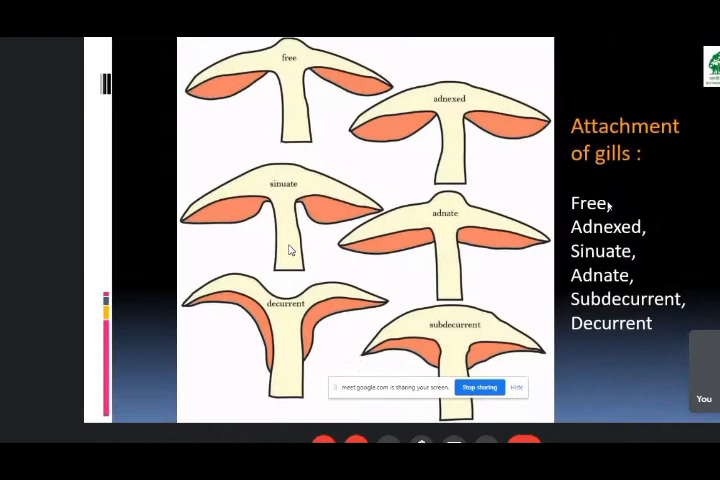 free
adnexed
sinuate
adnate
decurrent
subdecurrent
Attachment
of gills :
Free,
Adnexed,
Sinuate,
Adnate,
Subdecurrent,
Decurrent
meet.google.com is sharing your screen.
Stop sharing
Hide
You